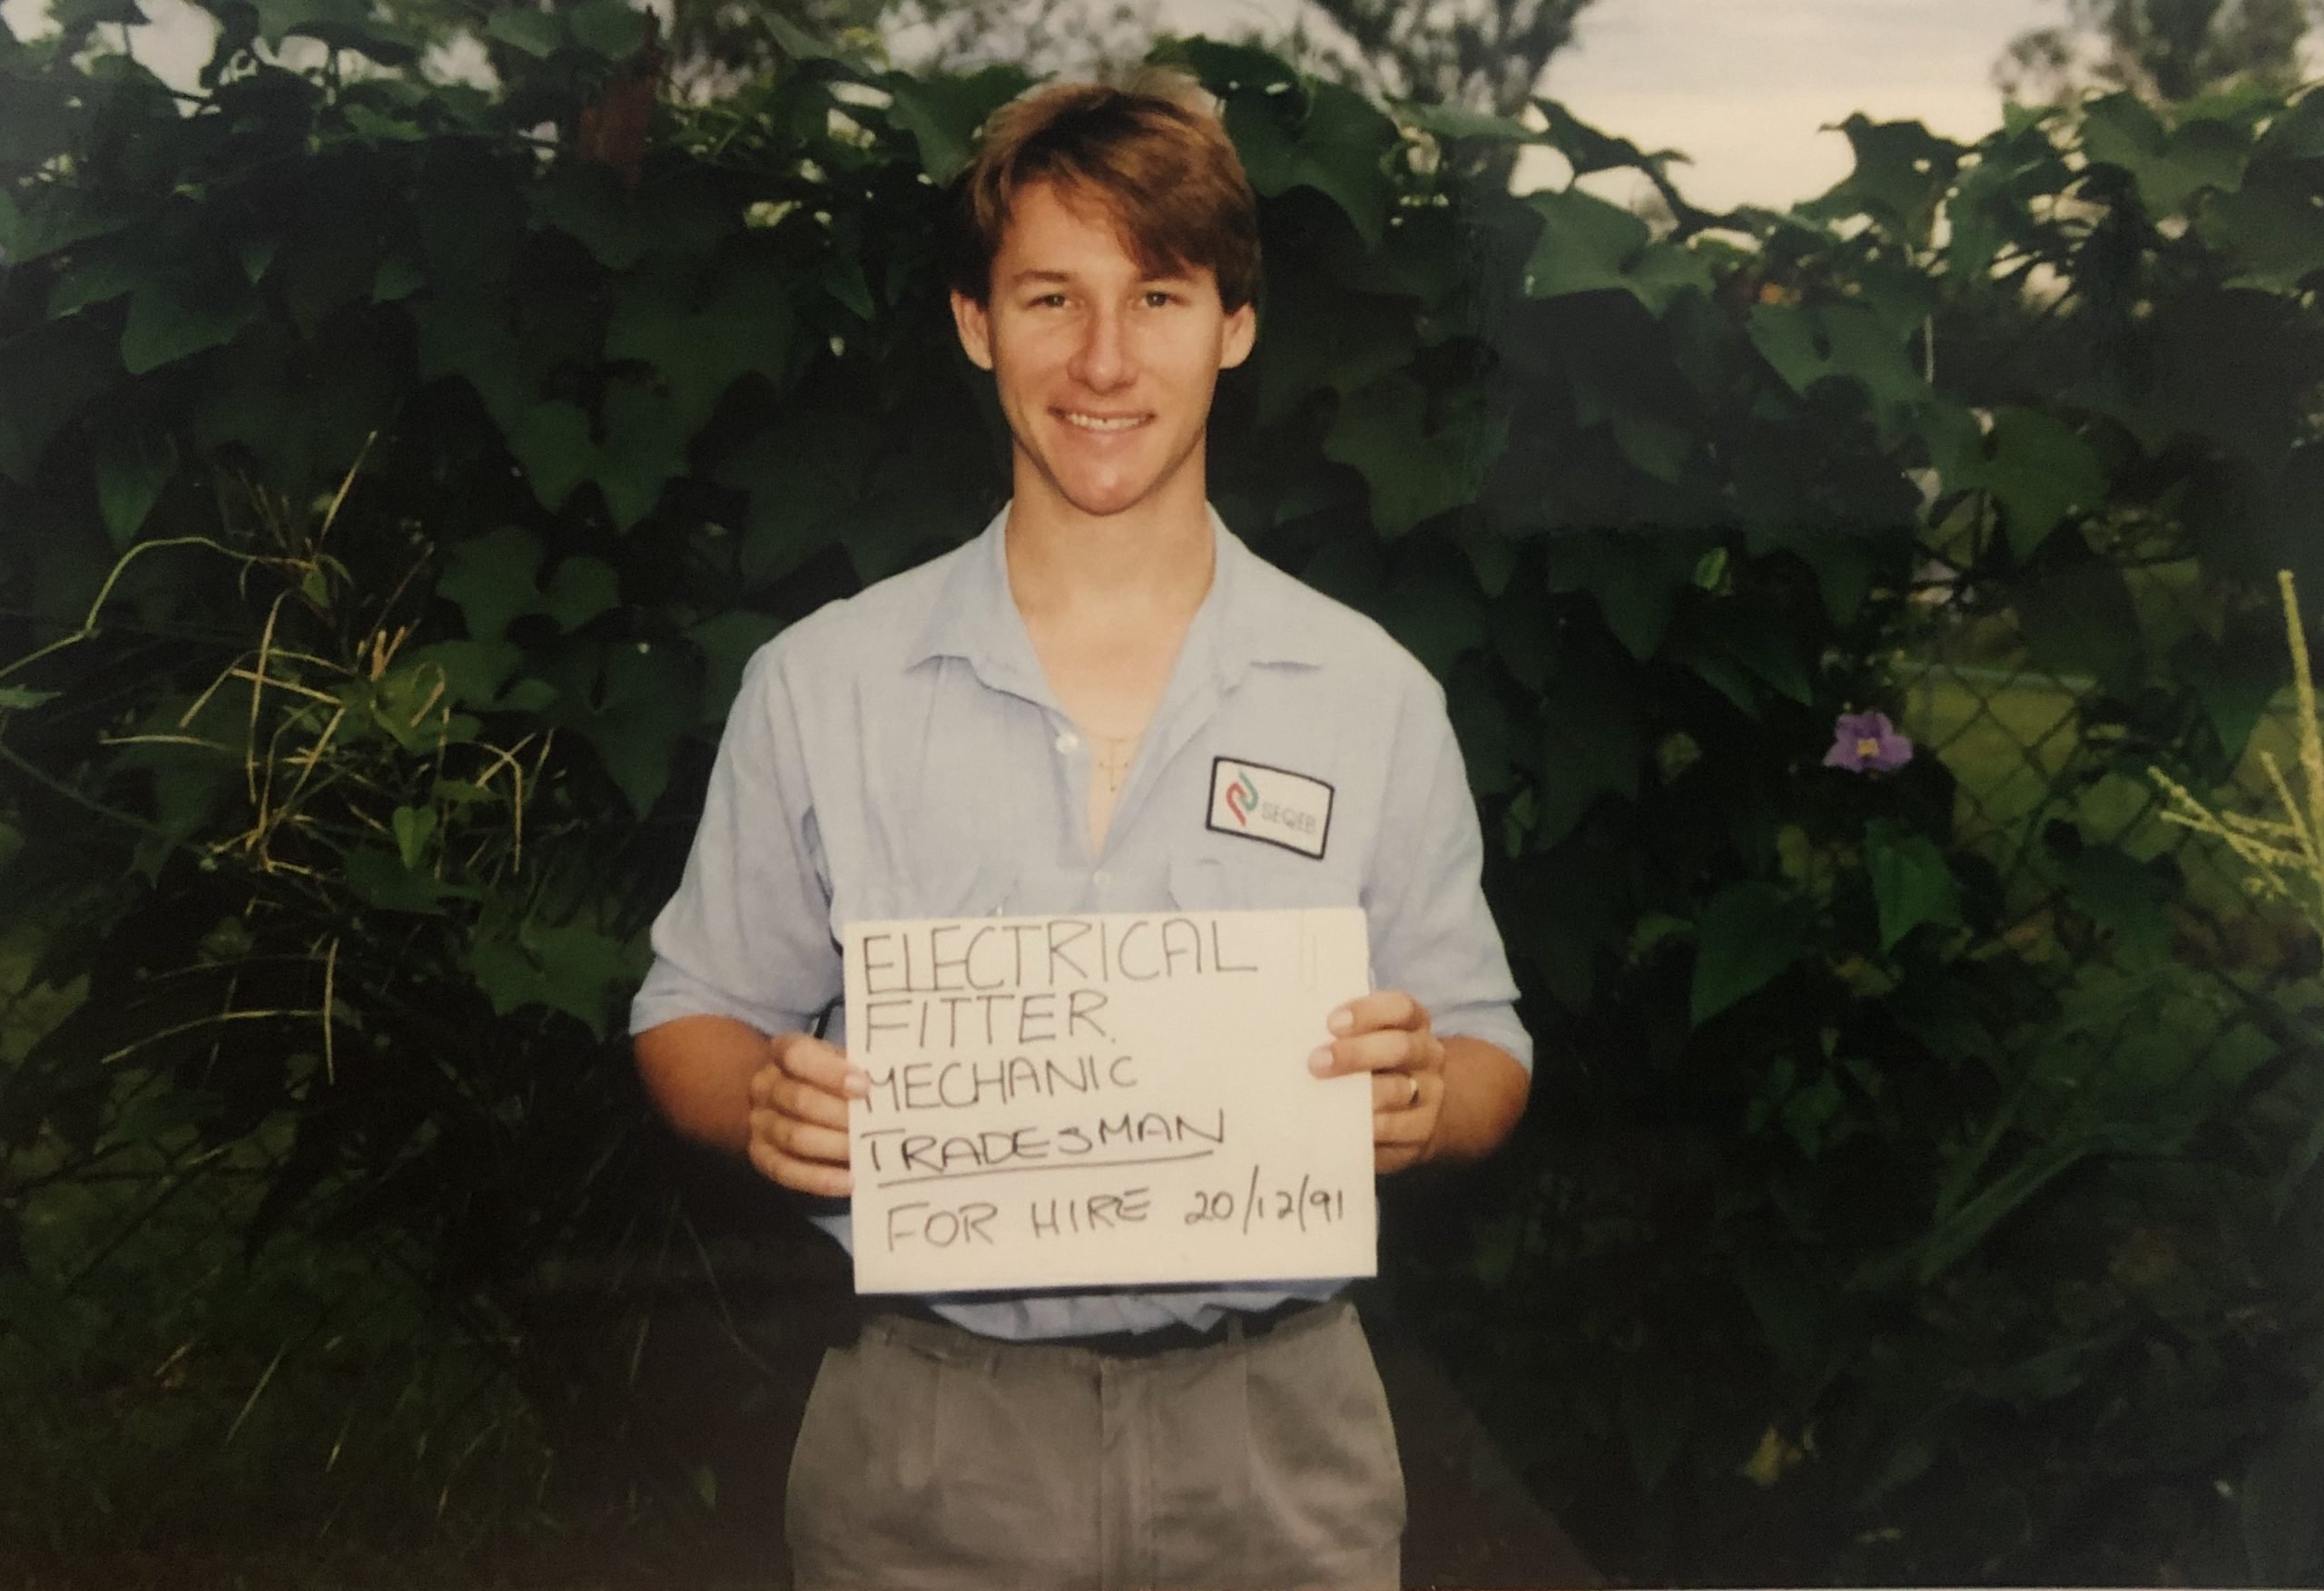 SEQEB
ELECTRICAL
FITTER.
MECHANIC
TRADESMAN
FOR HIRE 20/12/91